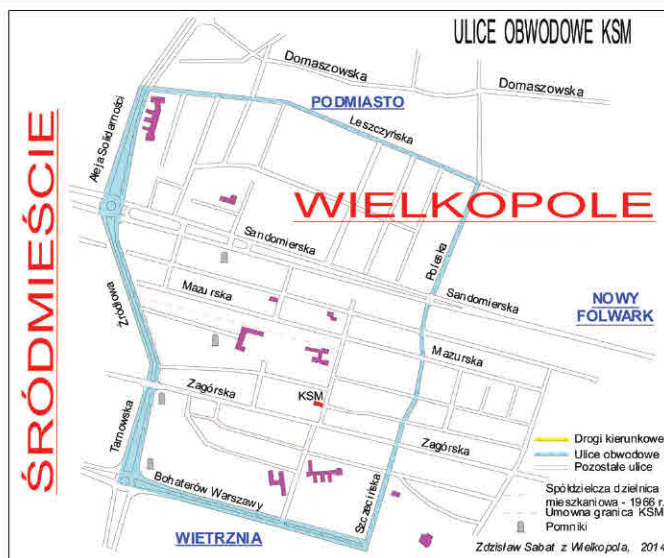 ULICE OBWODOWE KSM
Domaszowska
Domaszowska
PODMIASTO
Leszczyńska
Aleja Solidarności
ŚRÓDMIEŚCIE
WIELKOPOLE
Sandomierska
Poleska
Sandomierska
Źródłowa
Mazurska
NOWY
FOLWARK
Mazurska
Zagórska
KSM
Zagórska
Tarnowska
Bohaterów Warszawy
Szczecińska
WIETRZNIA
Drogi kierunkowe
Ulice obwodowe
Pozostałe ulice
Spółdzielcza dzielnica
mieszkaniowa - 1966 r.
Umowna granica KSM
Pomniki
Zdzisław Sabat z Wielkopola, 2014